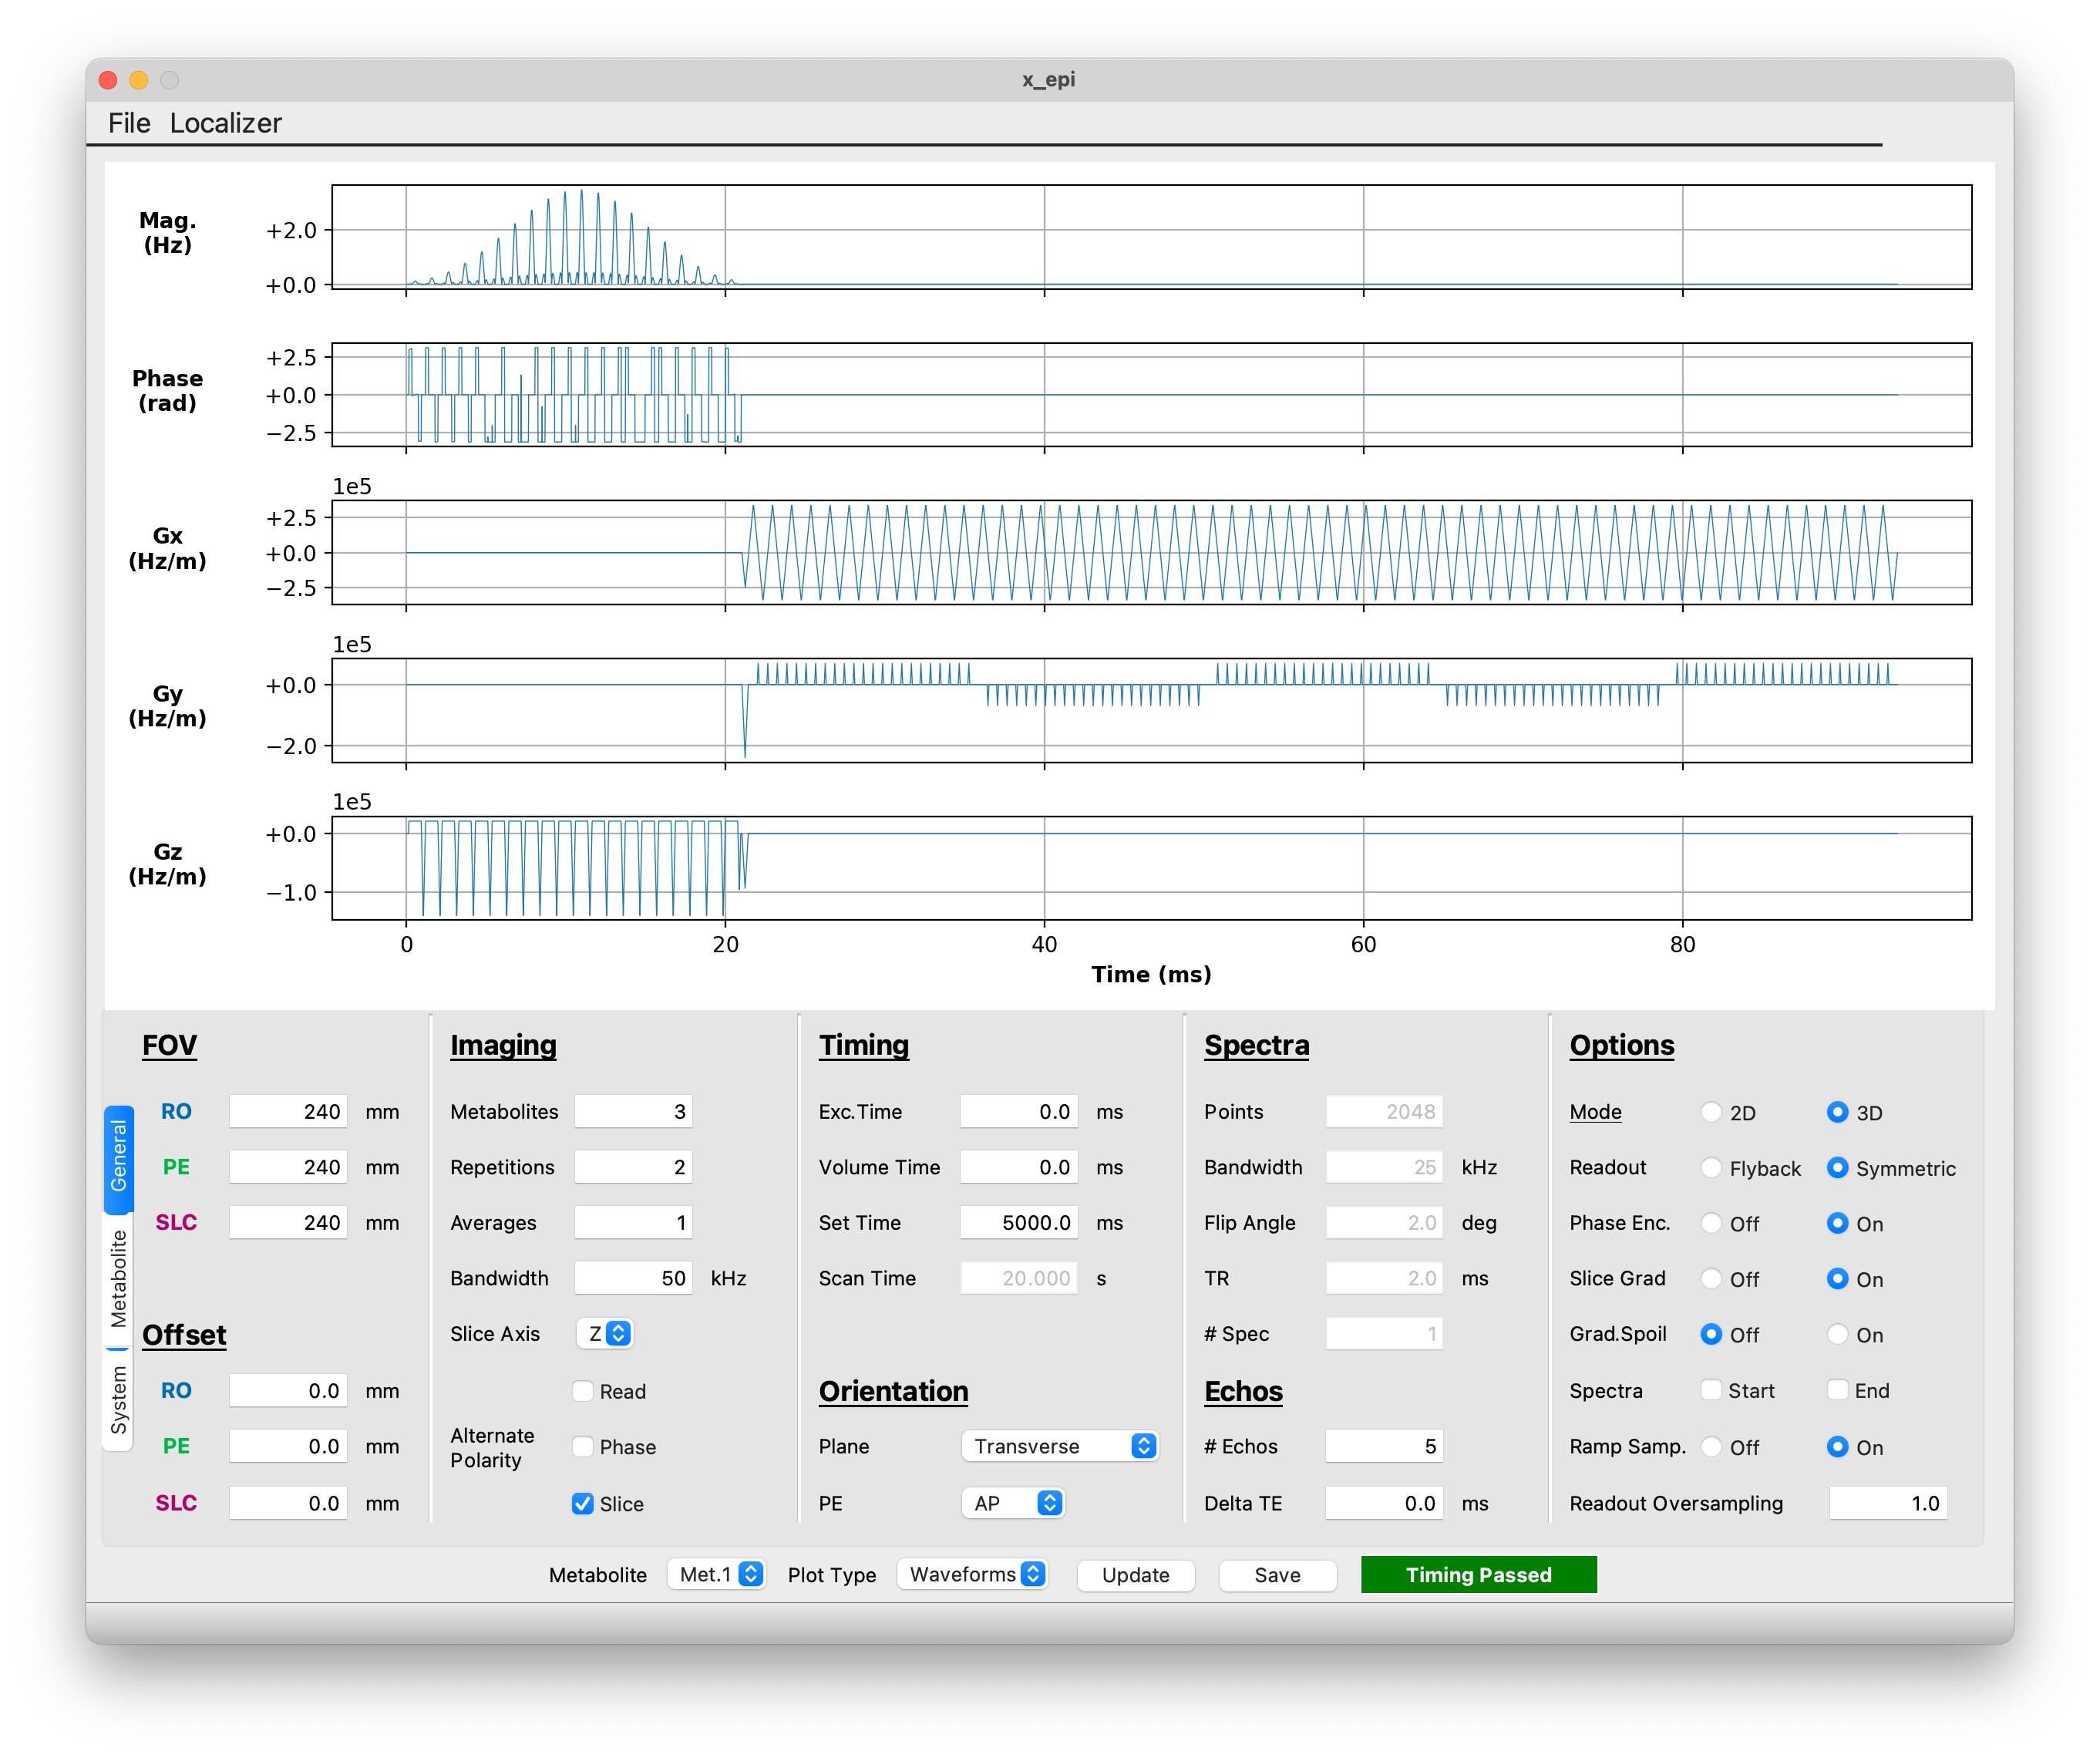 x_epi
File Localizer
Mag.
(Hz)
+2.0
+0.0
Phase
(rad)
+2.5
+0.0
−2.5
1e5
Gx
(Hz/m)
+2.5
+0.0
−2.5
1e5
Gy
(Hz/m)
+0.0
−2.0
1e5
Gz
(Hz/m)
+0.0
−1.0
0 20 40 60 80
Time (ms)
General
Metabolite
System
FOV
RO 240 mm
PE 240 mm
SLC 240 mm
Offset
RO 0.0 mm
PE 0.0 mm
SLC 0.0 mm
Imaging
Metabolites 3
Repetitions 2
Averages 1
Bandwidth 50 kHz
Slice Axis Z
Read
Alternate
Polarity
Phase
Slice
Timing
Exc.Time 0.0 ms
Volume Time 0.0 ms
Set Time 5000.0 ms
Scan Time 20.000 s
Orientation
Plane Transverse
PE AP
Spectra
Points 2048
Bandwidth 25 kHz
Flip Angle 2.0 deg
TR 2.0 ms
# Spec 1
Echos
# Echos 5
Delta TE 0.0 ms
Options
Mode 2D 3D
Readout Flyback Symmetric
Phase Enc. Off On
Slice Grad Off On
Grad.Spoil Off On
Spectra Start End
Ramp Samp. Off On
Readout Oversampling 1.0
Metabolite Met.1 Plot Type Waveforms Update Save Timing Passed